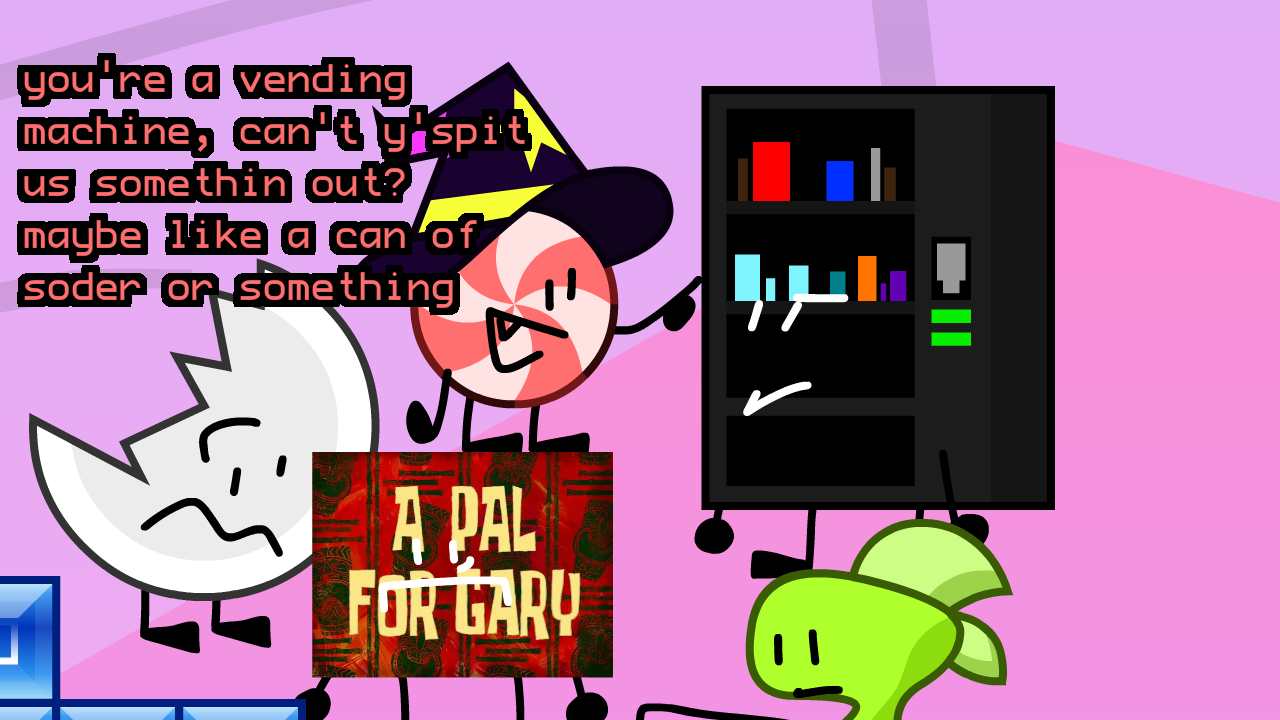 you're a vending
machine, can't y'spit
us somethin out?
maybe like a can of
soder or something
A PAL
FOR GARY